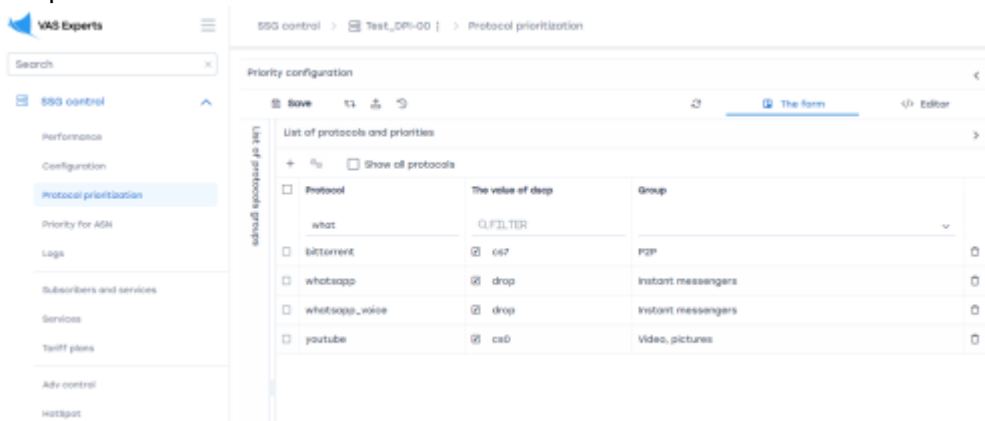 VAS Experts
SSG control > Test_DPI-00 > Protocol prioritization
Search
Priority configuration
SSG control
Save
The form
</> Editor
Performance
List of protocols groups
List of protocols and priorities
Configuration
Show all protocols
Protocol prioritization
Protocol The value of dscp Group
Priority for ASN
what FILTER
Logs
bittorrent cs7 P2P
Subscribers and services
whatsapp drop Instant messengers
Services
whatsapp_voice drop Instant messengers
Tariff plans
youtube cs0 Video, pictures
Adv control
HotSpot